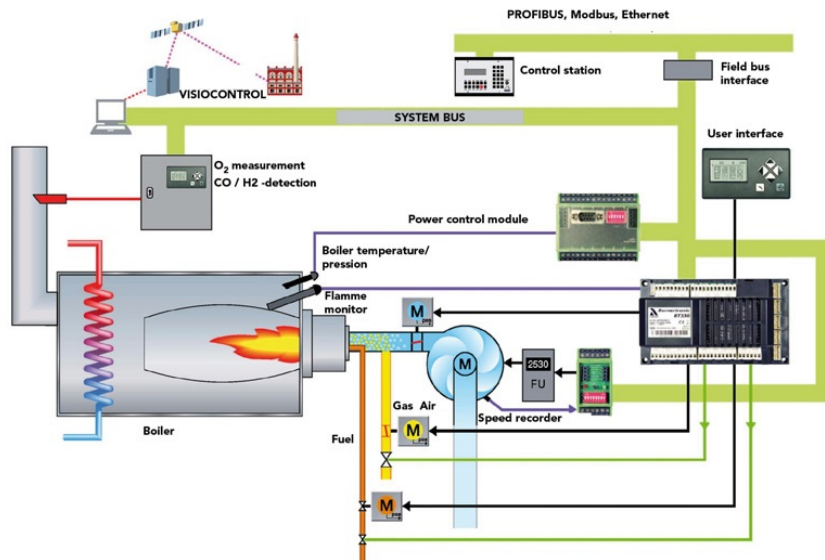 PROFIBUS, Modbus, Ethernet
Control station
Field bus
interface
VISIOCONTROL
SYSTEM BUS
User interface
O₂ measurement
CO / H2 -detection
Power control module
Boiler temperature/
pression
Flamme
monitor
M
M
2530
FU
Gas Air
Speed recorder
M
Boiler
Fuel
M